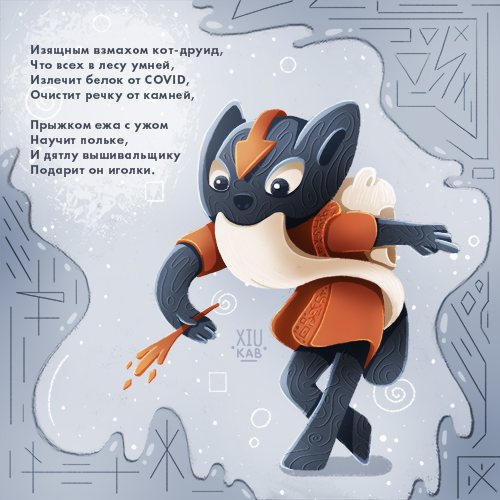 Изящным взмахом кот-друид,
Что всех в лесу умней,
Излечит белок от COVID,
Очистит речку от камней,
Прыжком ежа с ужом
Научит польке,
И дятлу вышивальщику
Подарит он иголки.
XIU
KAB